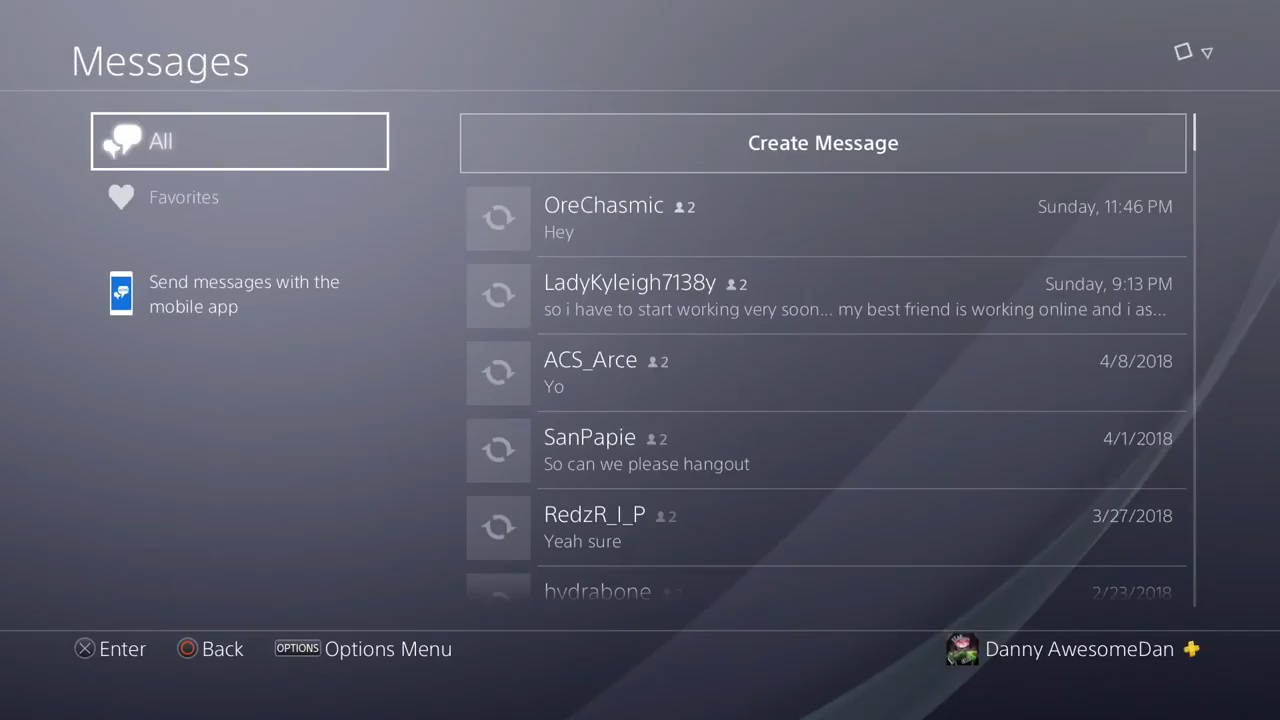 Messages
All
Favorites
Send messages with the
mobile app
Create Message
OreChasmic 2 Sunday, 11:46 PM
Hey
LadyKyleigh7138y 2 Sunday, 9:13 PM
so i have to start working very soon... my best friend is working online and i as...
ACS_Arce 2 4/8/2018
Yo
SanPapie 2 4/1/2018
So can we please hangout
RedzR_I_P 2 3/27/2018
Yeah sure
hydrabone 2/23/2018
Enter Back OPTIONS Options Menu Danny AwesomeDan